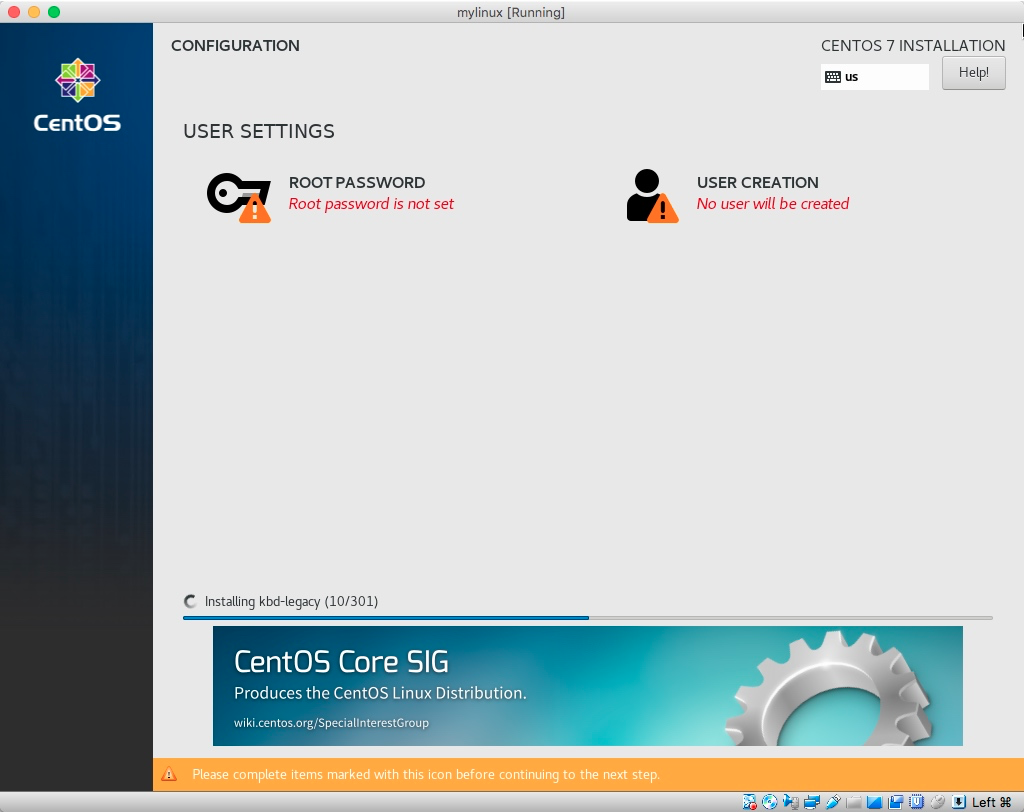 mylinux [Running]
CentOS
CONFIGURATION
CENTOS 7 INSTALLATION
us
Help!
USER SETTINGS
ROOT PASSWORD
Root password is not set
USER CREATION
No user will be created
Installing kbd-legacy (10/301)
CentOS Core SIG
Produces the CentOS Linux Distribution.
wiki.centos.org/SpecialInterestGroup
Please complete items marked with this icon before continuing to the next step.
Left ⌘